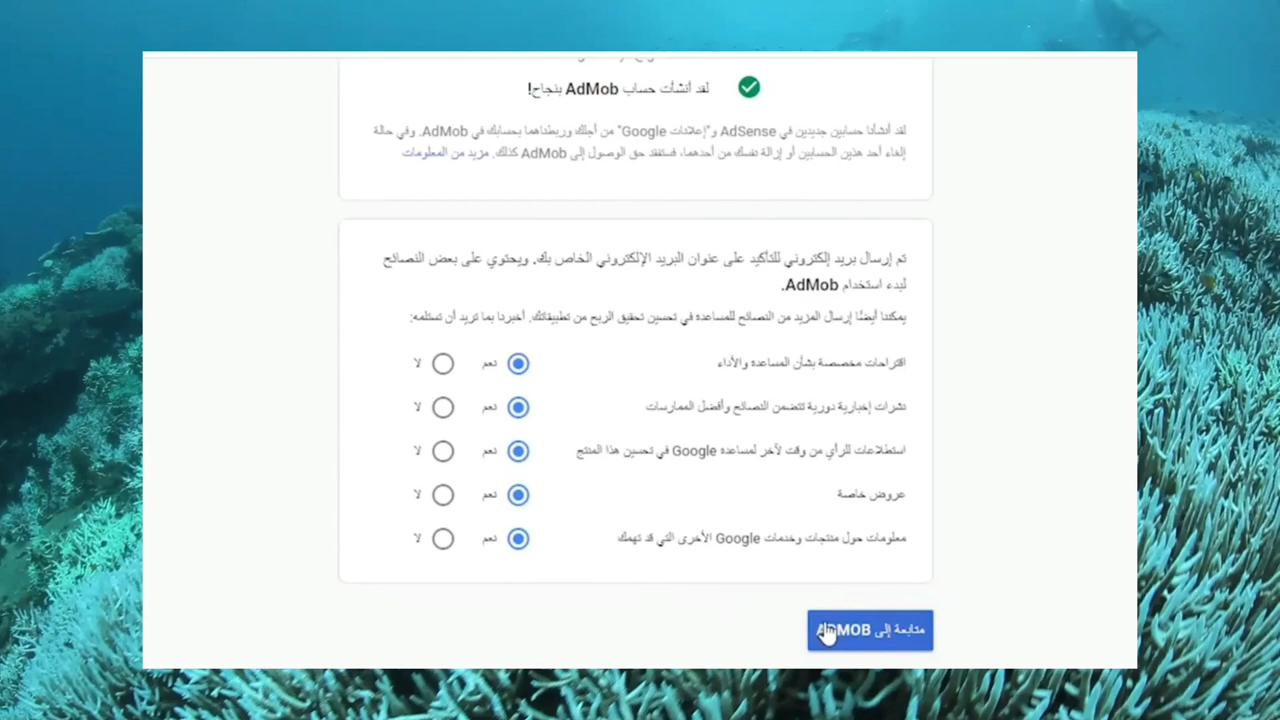 لقد أنشأت حساب AdMob بنجاح!
لقد أنشأنا حسابين جديدين في AdSense و"إعلانات Google" من أجلك وربطناهما بحسابك في AdMob. وفي حالة
إلغاء أحد هذين الحسابين أو إزالة نفسك من أحدهما، فستفقد حق الوصول إلى AdMob كذلك. مزيد من المعلومات
تم إرسال بريد إلكتروني للتأكيد على عنوان البريد الإلكتروني الخاص بك. ويحتوي على بعض النصائح
لبدء استخدام AdMob.
يمكننا أيضًا إرسال المزيد من النصائح للمساعدة في تحسين تحقيق الربح من تطبيقاتك. أخبرنا بما تريد أن تستلمه:
اقتراحات مخصصة بشأن المساعدة والأداء نعم لا
نشرات إخبارية دورية تتضمن النصائح وأفضل الممارسات نعم لا
استطلاعات للرأي من وقت لآخر لمساعدة Google في تحسين هذا المنتج نعم لا
عروض خاصة نعم لا
معلومات حول منتجات وخدمات Google الأخرى التي قد تهمك نعم لا
متابعة إلى ADMOB